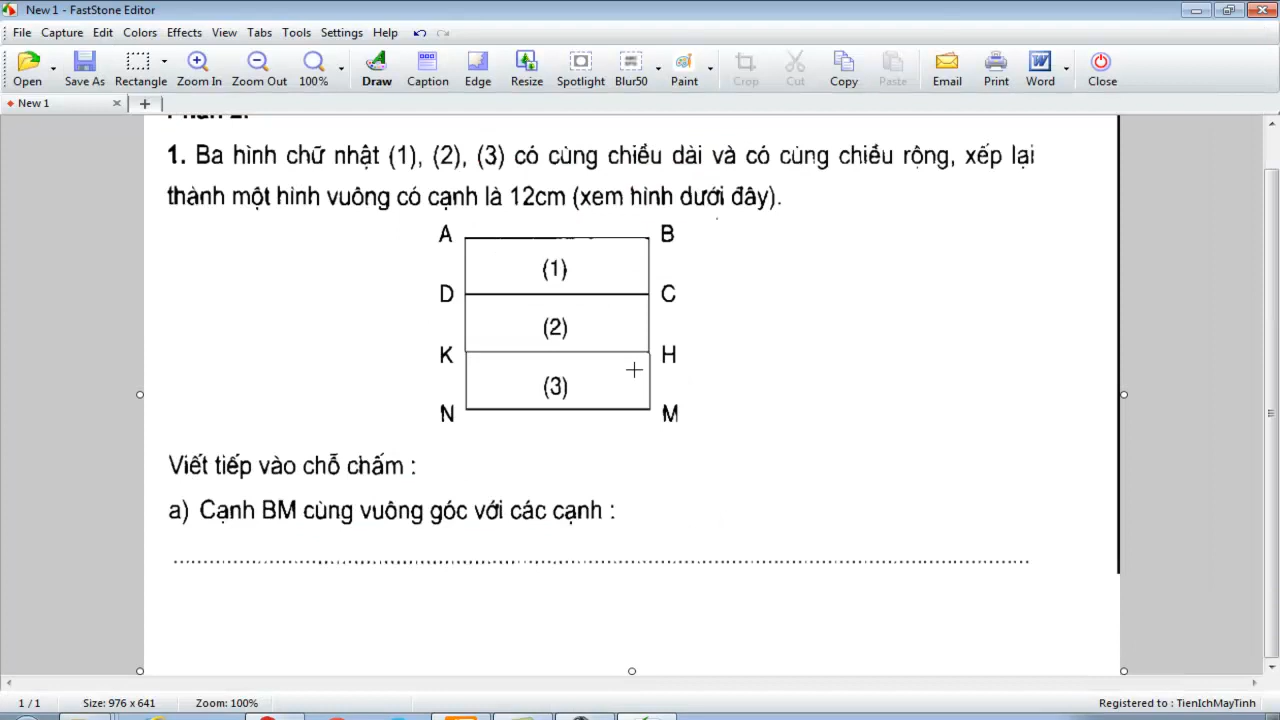 New 1 - FastStone Editor
File Capture Edit Colors Effects View Tabs Tools Settings Help
Open Save As Rectangle Zoom In Zoom Out 100% Draw Caption Edge Resize Spotlight Blur50 Paint Crop Cut Copy Paste Email Print Word Close
New 1
Phần 2.
1. Ba hình chữ nhật (1), (2), (3) có cùng chiều dài và có cùng chiều rộng, xếp lại
thành một hình vuông có cạnh là 12cm (xem hình dưới đây).
A B
(1)
D C
(2)
K H
(3)
N M
Viết tiếp vào chỗ chấm :
a) Cạnh BM cùng vuông góc với các cạnh :
1 / 1 Size: 976 x 641 Zoom: 100% Registered to : TienIchMayTinh